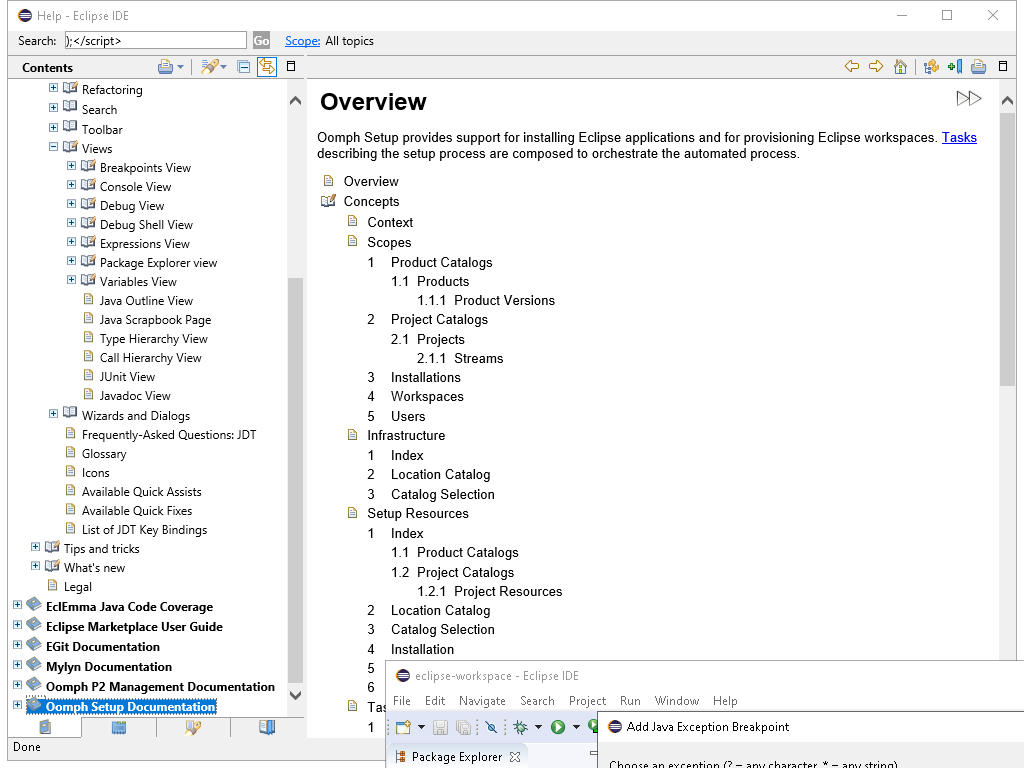 Help - Eclipse IDE
Search: );</script> Go Scope: All topics
Contents
Refactoring
Search
Toolbar
Views
Breakpoints View
Console View
Debug View
Debug Shell View
Expressions View
Package Explorer view
Variables View
Java Outline View
Java Scrapbook Page
Type Hierarchy View
Call Hierarchy View
JUnit View
Javadoc View
Wizards and Dialogs
Frequently-Asked Questions: JDT
Glossary
Icons
Available Quick Assists
Available Quick Fixes
List of JDT Key Bindings
Tips and tricks
What's new
Legal
EclEmma Java Code Coverage
Eclipse Marketplace User Guide
EGit Documentation
Mylyn Documentation
Oomph P2 Management Documentation
Oomph Setup Documentation
Done
Overview
Oomph Setup provides support for installing Eclipse applications and for provisioning Eclipse workspaces. Tasks
describing the setup process are composed to orchestrate the automated process.
Overview
Concepts
Context
Scopes
1 Product Catalogs
1.1 Products
1.1.1 Product Versions
2 Project Catalogs
2.1 Projects
2.1.1 Streams
3 Installations
4 Workspaces
5 Users
Infrastructure
1 Index
2 Location Catalog
3 Catalog Selection
Setup Resources
1 Index
1.1 Product Catalogs
1.2 Project Catalogs
1.2.1 Project Resources
2 Location Catalog
3 Catalog Selection
4 Installation
5
6
Tas
1
eclipse-workspace - Eclipse IDE
File Edit Navigate Search Project Run Window Help
Package Explorer
Add Java Exception Breakpoint
Choose an exception (? = any character, * = any string)